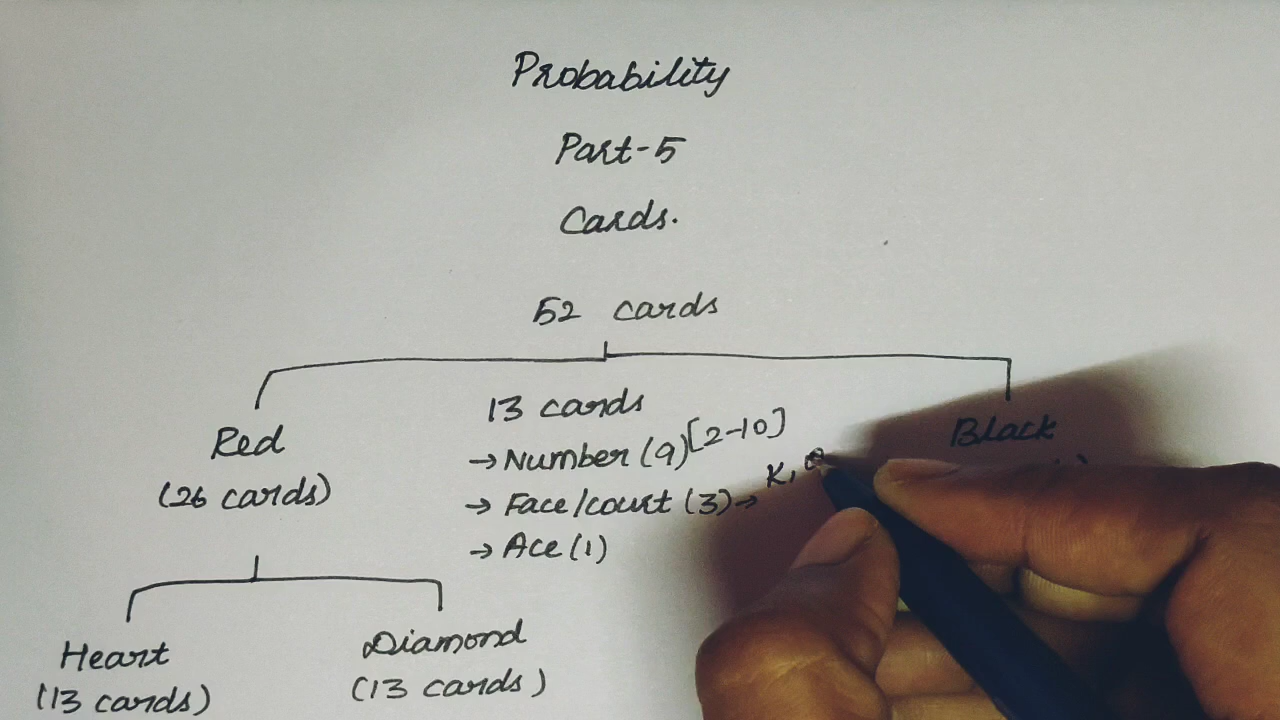 Probability
Part-5
Cards.
52 cards
Red
(26 cards)
13 cards
→ Number (9) [2-10]
→ Face/court (3) → K,
→ Ace (1)
Black
Heart
(13 cards)
Diamond
(13 cards)